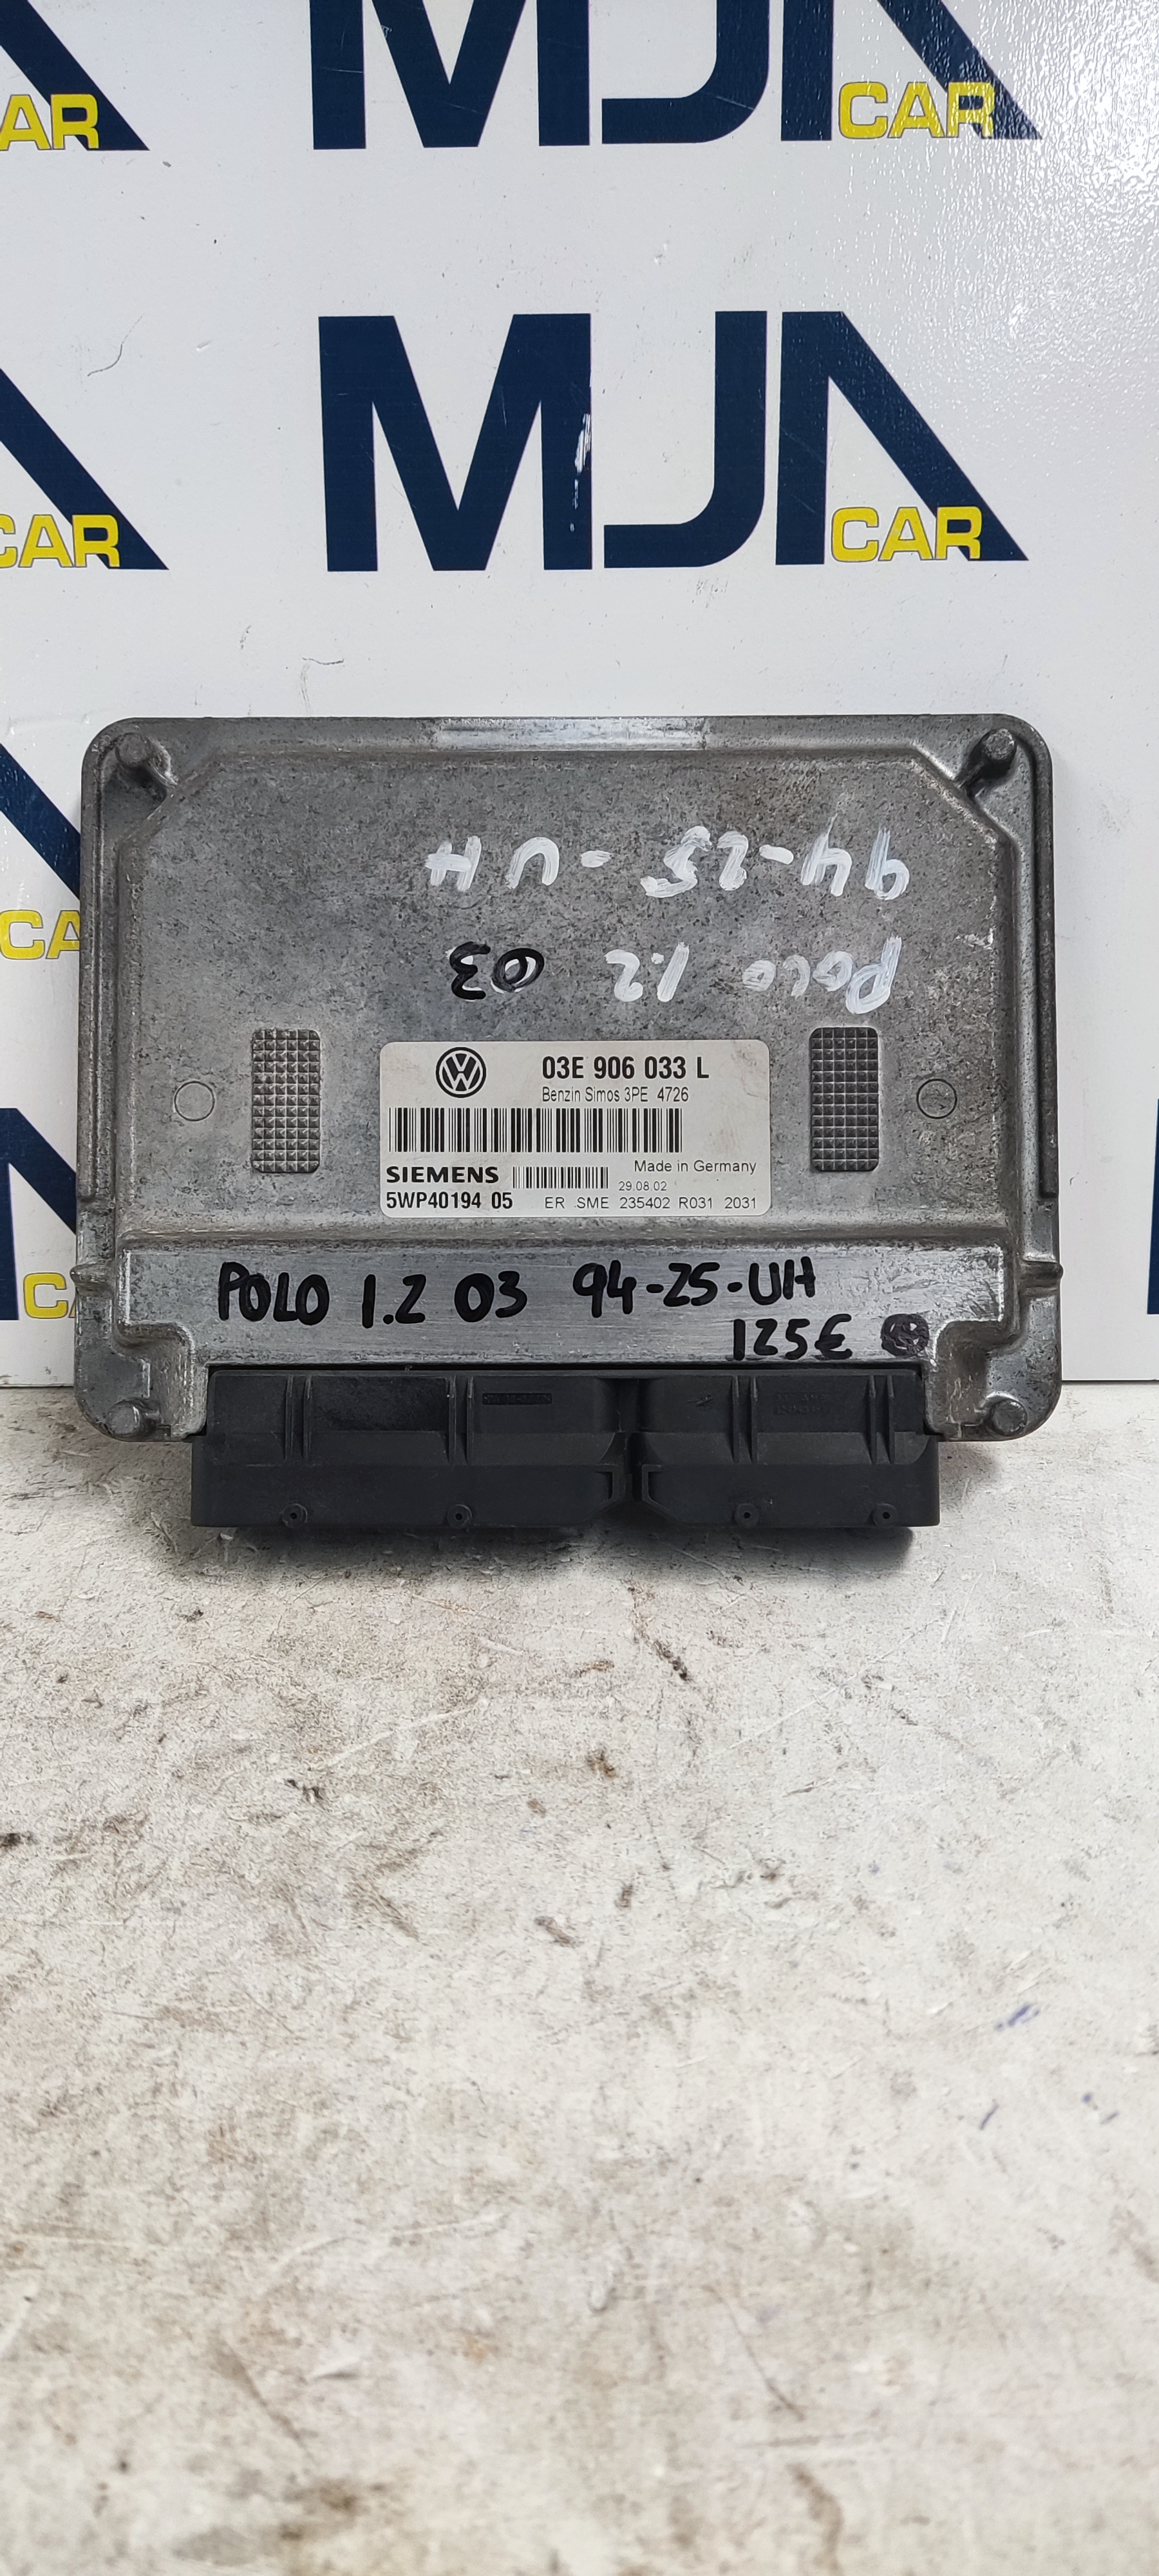 MJA CAR
AR
MJA CAR
CAR
94-25-UH
POLO 1.2 03
CA
03E 906 033 L
Benzin Simos 3PE 4726
SIEMENS
Made in Germany
29.08.02
5WP40194 05
ER SME 235402 R031 2031
C
POLO 1.2 03 94-25-UH
125€